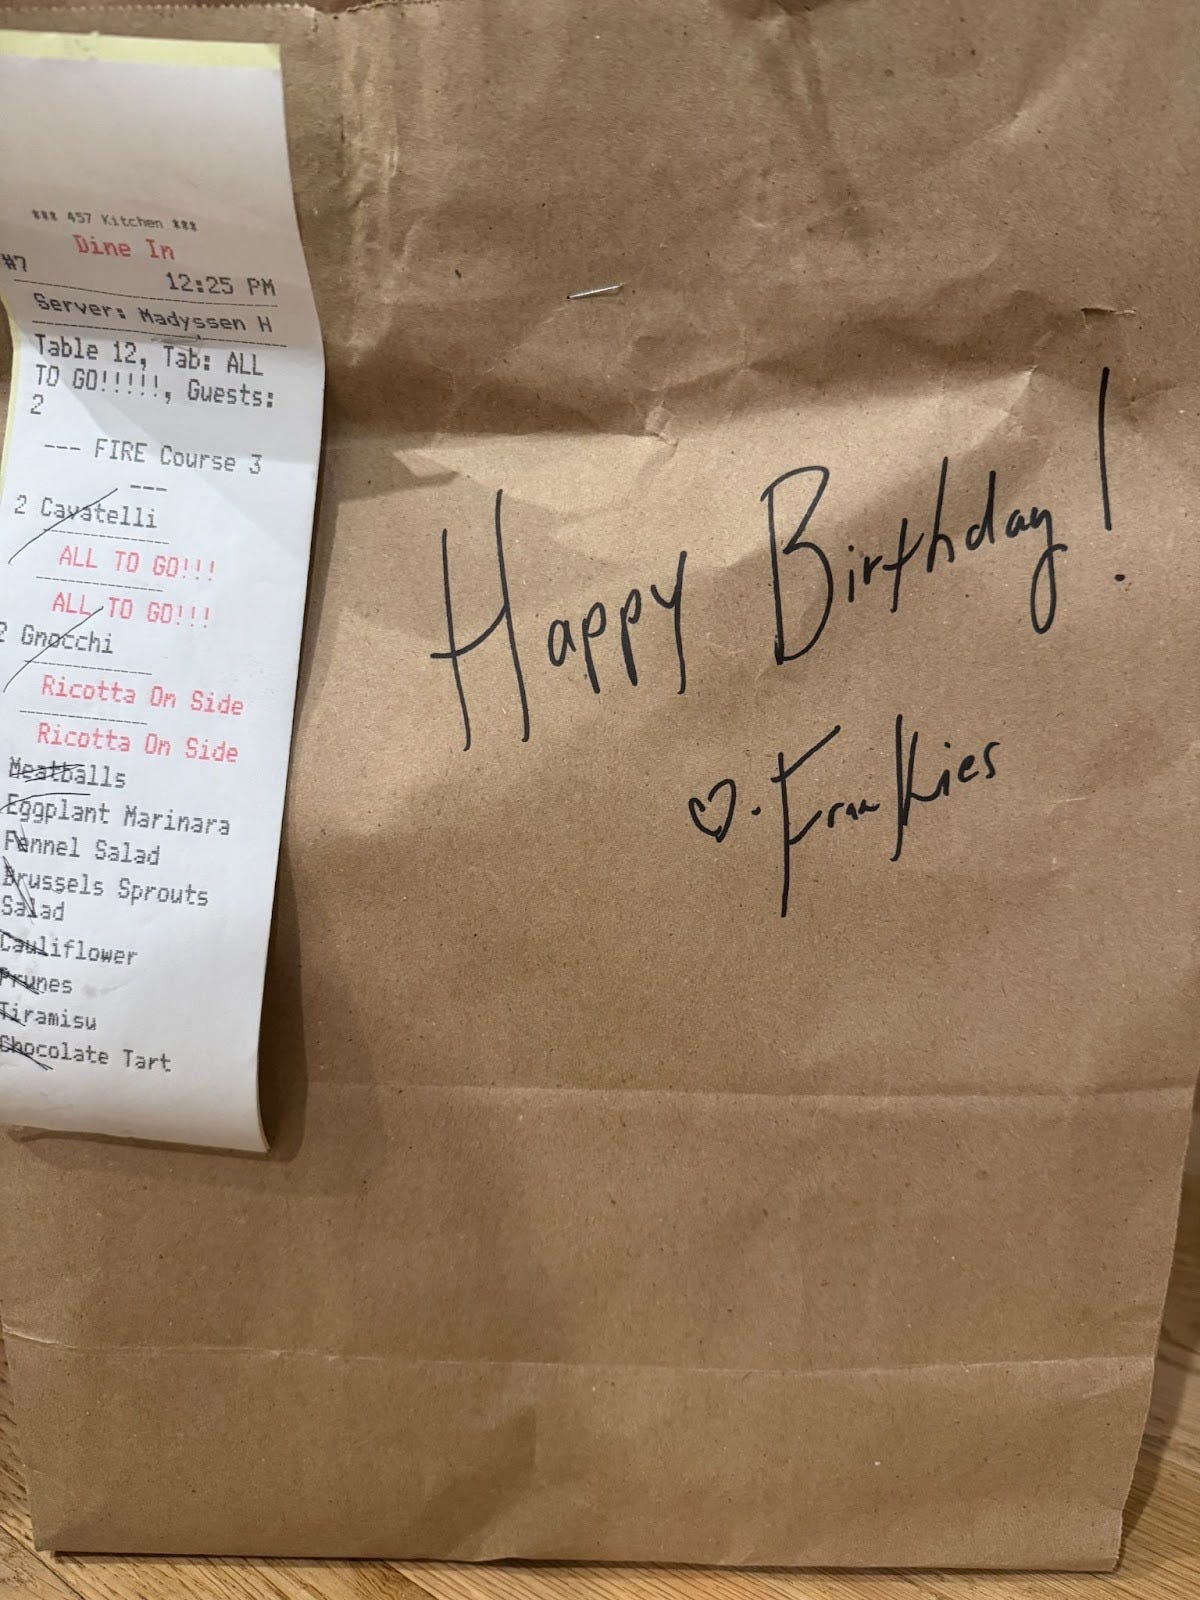 *** 457 Kitchen ***
Dine In
#7
12:25 PM
Server: Madyssen H
Table 12, Tab: ALL
TO GO!!!!!, Guests:
2
--- FIRE Course 3
---
2 Cavatelli
ALL TO GO!!!
ALL TO GO!!!
2 Gnocchi
Ricotta On Side
Ricotta On Side
Meatballs
Eggplant Marinara
Fennel Salad
Brussels Sprouts
Salad
Cauliflower
Prunes
Tiramisu
Chocolate Tart
Happy Birthday!
♡ - Frankies